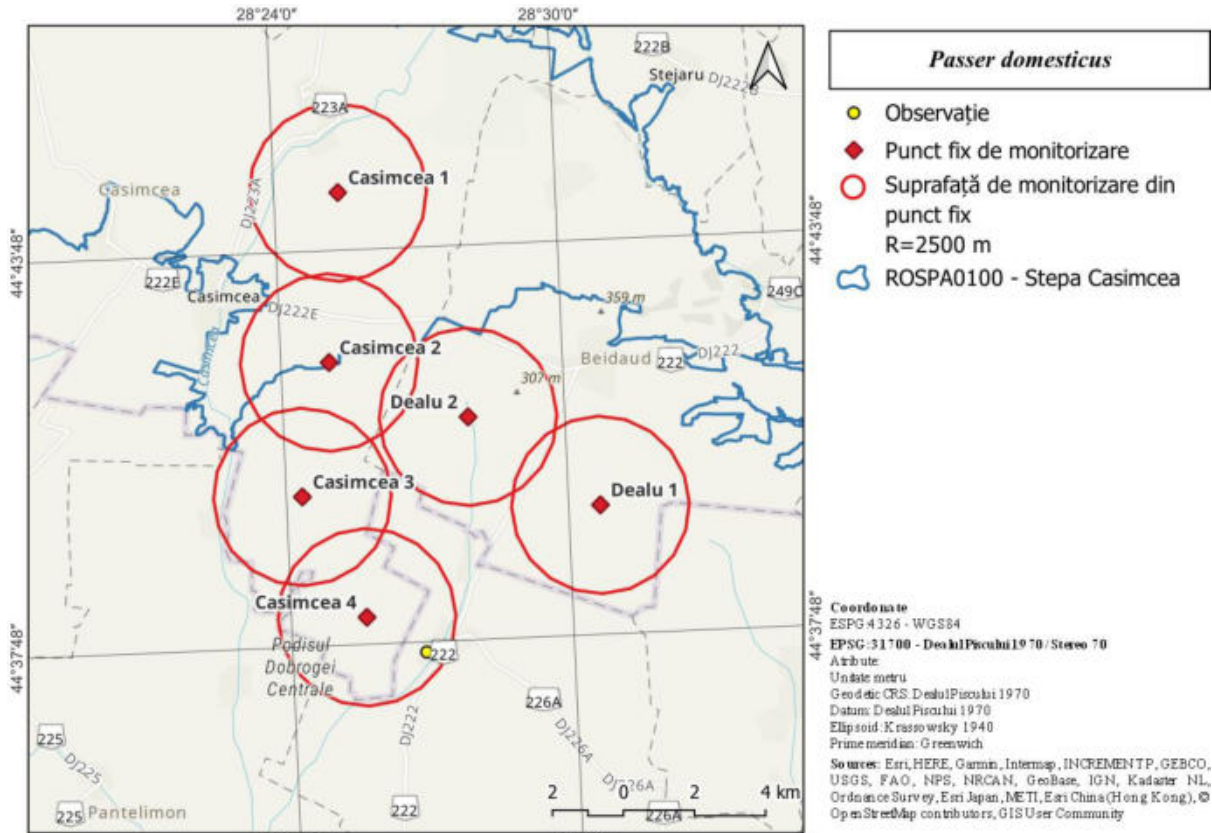 28°24'0''
28°30'0''
222B
Stejaru
DJ222B
223A
Casimcea 1
Casimcea
DJ223A
44°43'48''
44°43'48''
222E
Casimcea
DJ222E
359 m
249C
Casimcea 2
Casimcea
Beidaud
222
DJ222
307 m
Dealu 2
Casimcea 3
Dealu 1
Casimcea 4
44°37'48''
44°37'48''
Podisul
Dobrogei
Centrale
222
226A
DJ222
225
DJ225
DJ226A
DJ226A
Pantelimon
225
222
226A
2 0 2 4 km
Passer domesticus
Observație
Punct fix de monitorizare
Suprafață de monitorizare din
punct fix
R=2500 m
ROSPA0100 - Stepa Casimcea
Coordonate
ESPG:4326 - WGS84
EPSG:31700 - Dealul Piscului 1970 / Stereo 70
Atribute
Unitate metru
Geodetic CRS: Dealul Piscului 1970
Datum: Dealul Piscului 1970
Ellipsoid: Krassowsky 1940
Prime meridian: Greenwich
Sources: Esri, HERE, Garmin, Intermap, INCREMENT P, GEBCO,
USGS, FAO, NPS, NRCAN, GeoBase, IGN, Kadaster NL,
Ordnance Survey, Esri Japan, METI, Esri China (Hong Kong), ©
OpenStreetMap contributors, GIS User Community